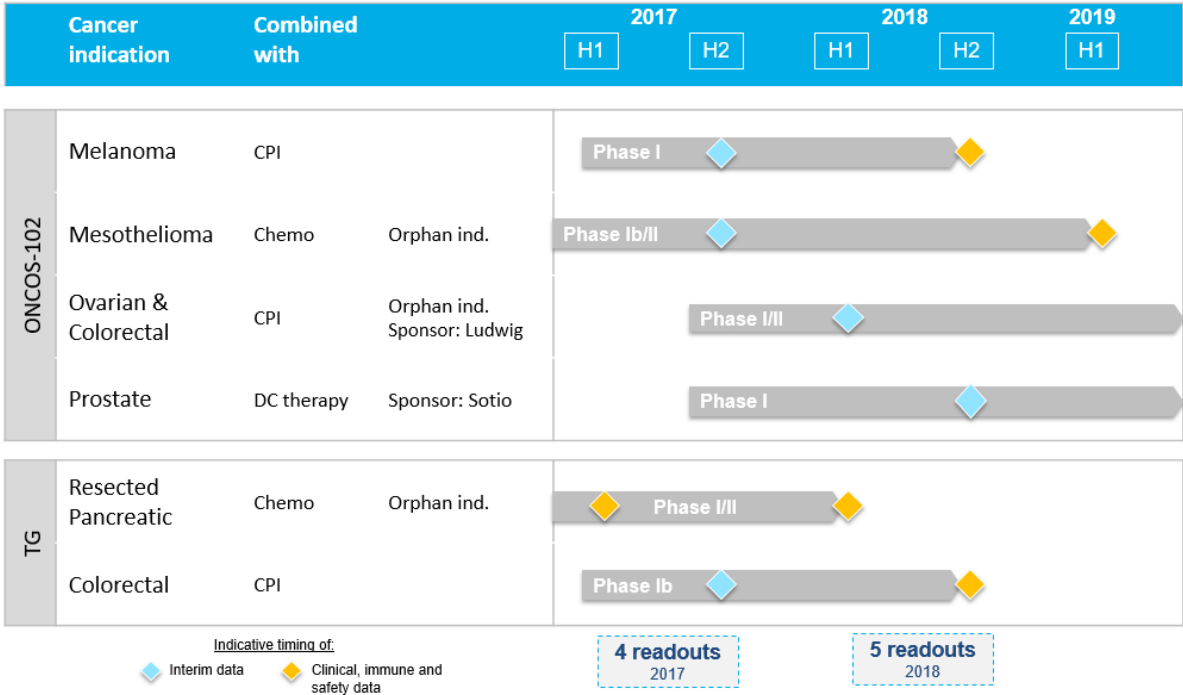 Cancer
indication
Combined
with
2017
2018
2019
H1
H2
H1
H2
H1
ONCOS-102
Melanoma
CPI
Phase I
Mesothelioma
Chemo
Orphan ind.
Phase Ib/II
Ovarian &
Colorectal
CPI
Orphan ind.
Sponsor: Ludwig
Phase I/II
Prostate
DC therapy
Sponsor: Sotio
Phase I
TG
Resected
Pancreatic
Chemo
Orphan ind.
Phase I/II
Colorectal
CPI
Phase Ib
Indicative timing of:
Interim data
Clinical, immune and
safety data
4 readouts
2017
5 readouts
2018